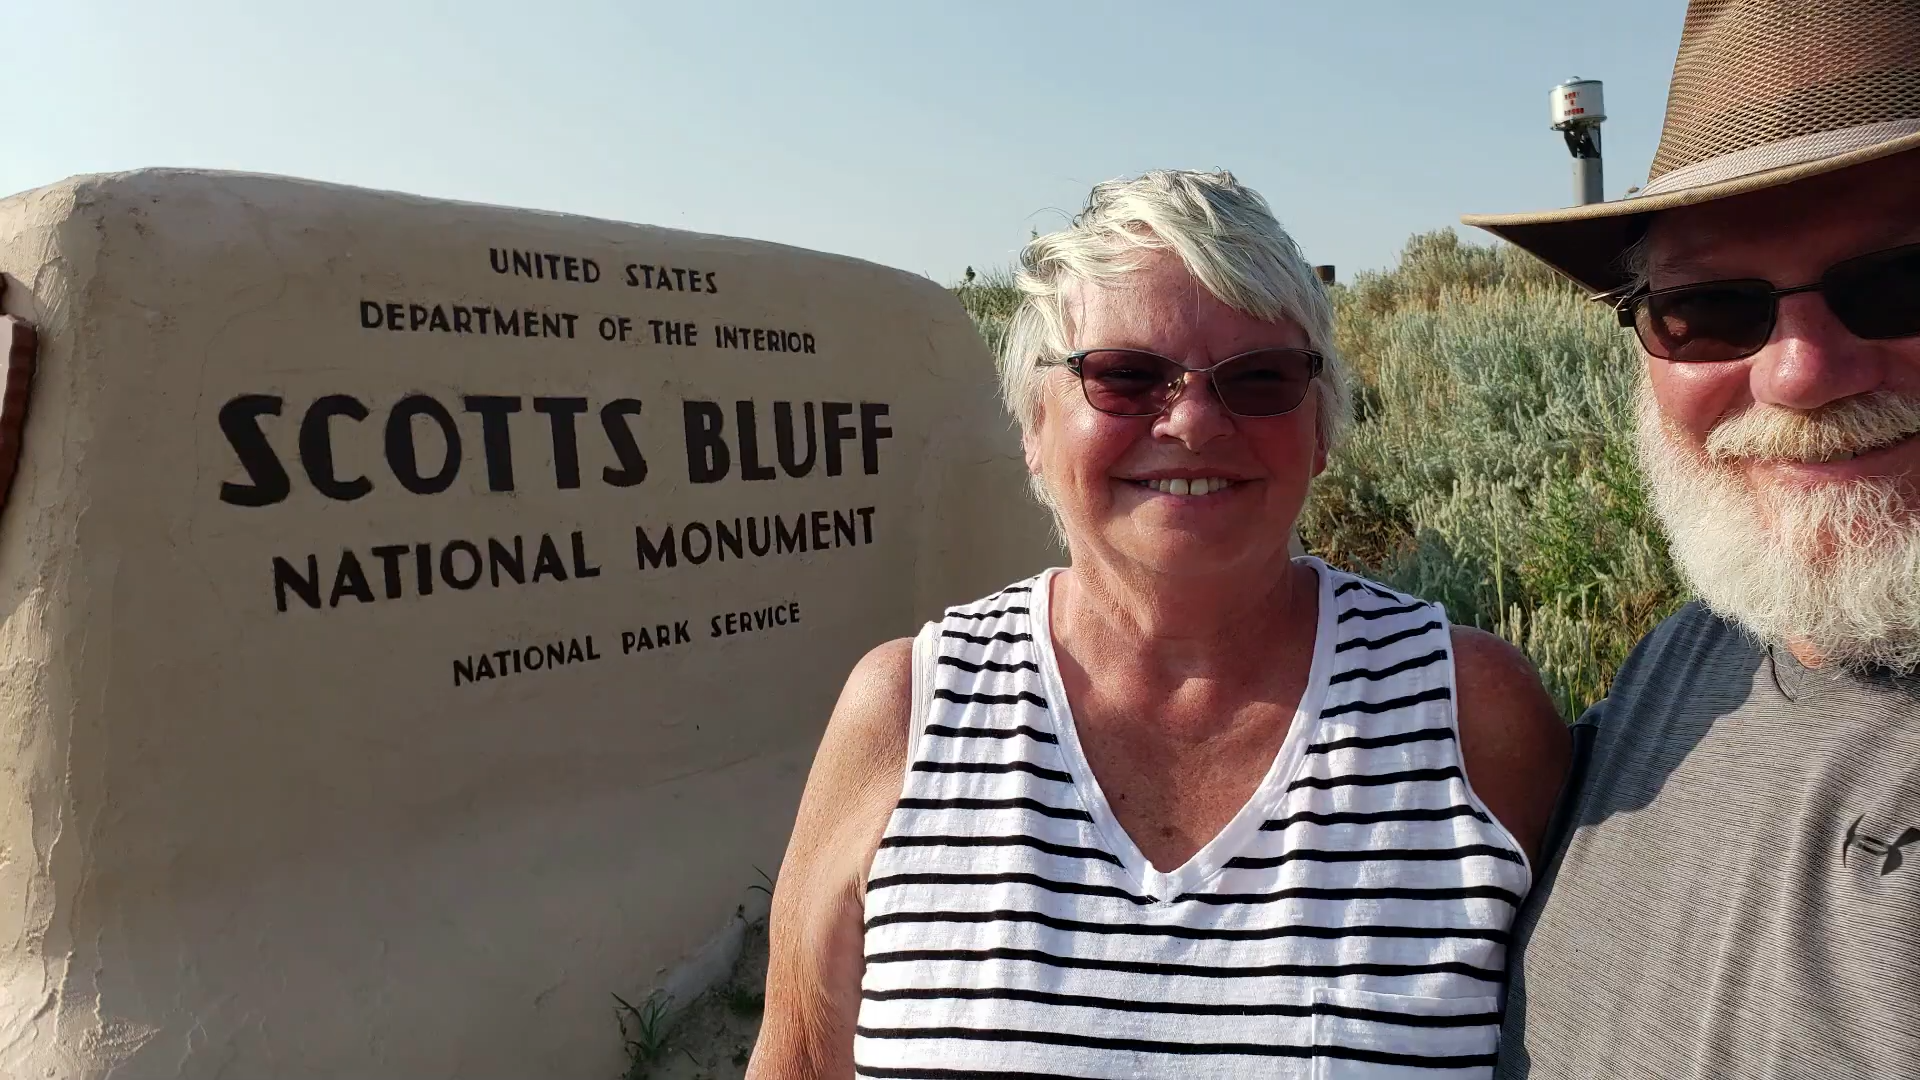 UNITED STATES
DEPARTMENT OF THE INTERIOR
SCOTTS BLUFF
NATIONAL MONUMENT
NATIONAL PARK SERVICE